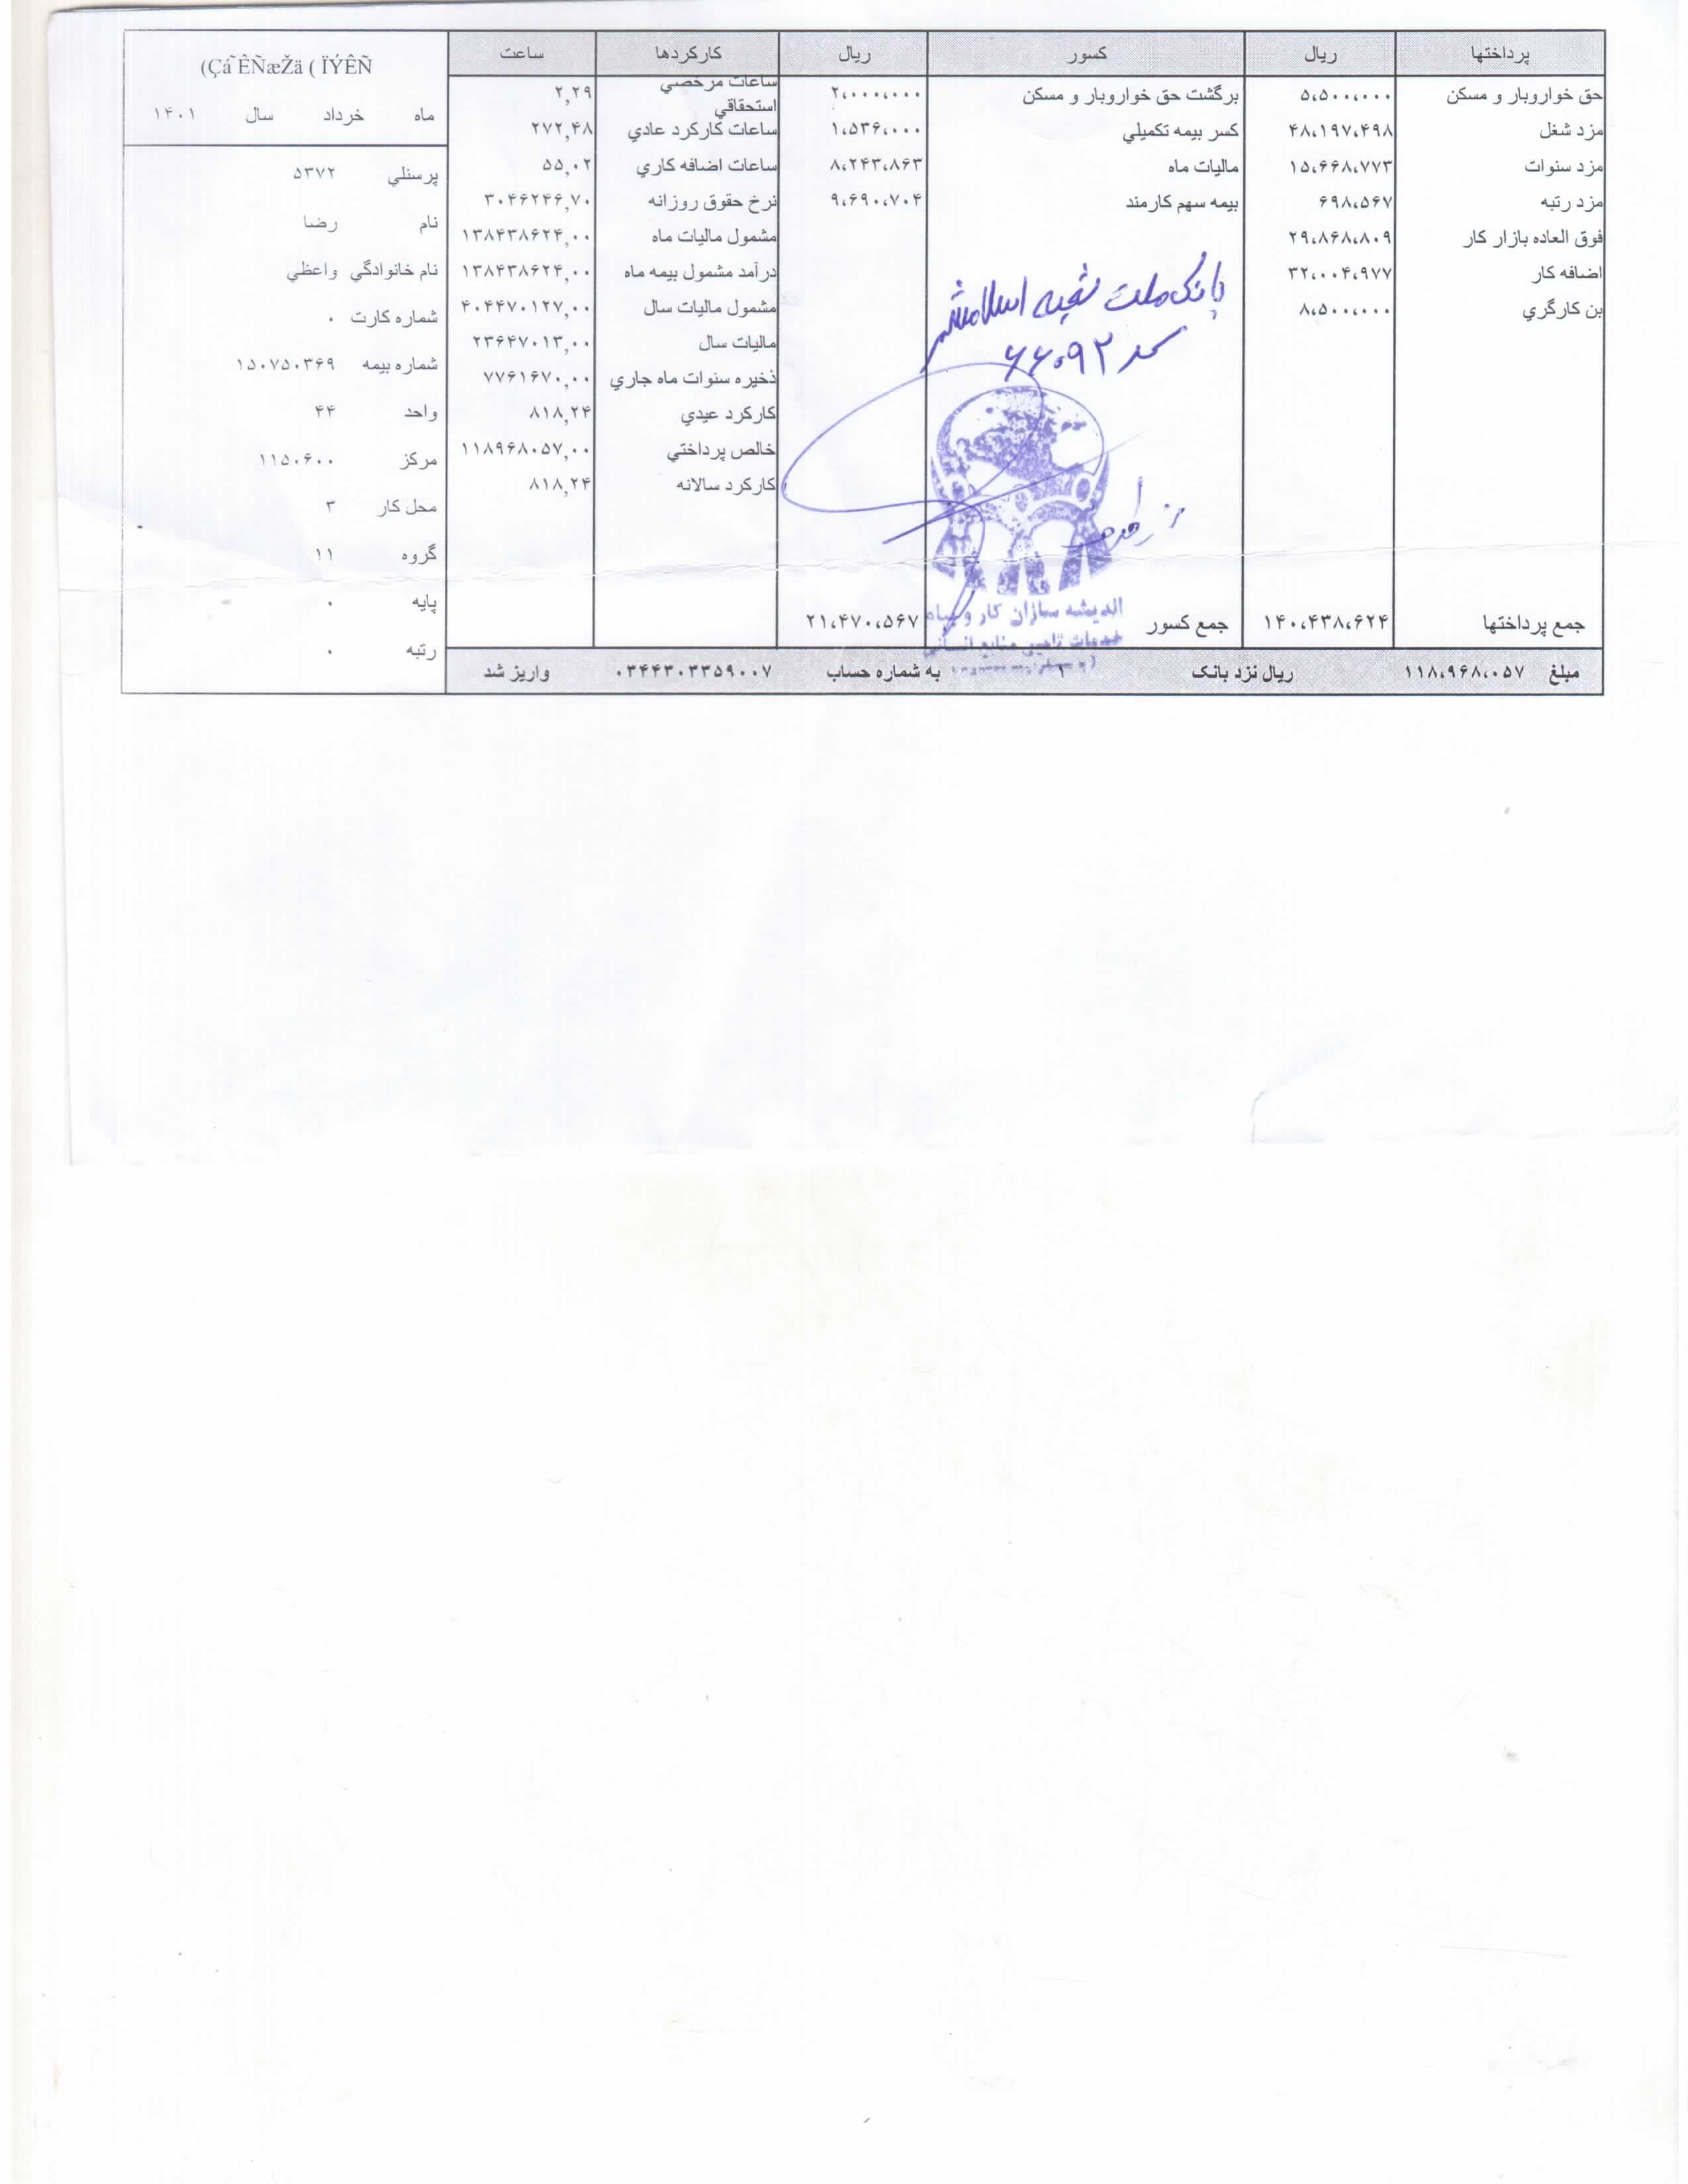 پرداختها ریال کسور ریال کارکردها ساعت
حق خواروبار و مسکن ۵،۵۰۰،۰۰۰ برگشت حق خواروبار و مسکن ۲،۰۰۰،۰۰۰ ساعات مرخصي استحقاقي ۲,۲۹
مزد شغل ۴۸،۱۹۷،۴۹۸ کسر بیمه تکمیلي ۱،۵۳۶،۰۰۰ ساعات کارکرد عادي ۲۷۲,۴۸
مزد سنوات ۱۵،۶۶۸،۷۷۳ مالیات ماه ۸،۲۴۳،۸۶۳ ساعات اضافه کاري ۵۵,۰۲
مزد رتبه ۶۹۸،۵۶۷ بیمه سهم کارمند ۹،۶۹۰،۷۰۴ نرخ حقوق روزانه ۳۰۴۶۲۴۶,۷۰
فوق العاده بازار کار ۲۹،۸۶۸،۸۰۹ مشمول مالیات ماه ۱۳۸۴۳۸۶۲۴,۰۰
اضافه کار ۳۲،۰۰۴،۹۷۷ درآمد مشمول بیمه ماه ۱۳۸۴۳۸۶۲۴,۰۰
بن کارگري ۸،۵۰۰،۰۰۰ مشمول مالیات سال ۴۰۴۴۷۰۱۲۷,۰۰
مالیات سال ۲۳۶۴۷۰۱۳,۰۰
ذخیره سنوات ماه جاري ۷۷۶۱۶۷۰,۰۰
کارکرد عیدي ۸۱۸,۲۴
خالص پرداختي ۱۱۸۹۶۸۰۵۷,۰۰
کارکرد سالانه ۸۱۸,۲۴
بانک ملت شعبه اسلامشهر
کد ۶۶۰۹۲
اندیشه سازان کار و
خدمات تامین منابع انسانی
جمع پرداختها ۱۴۰،۴۳۸،۶۲۴ جمع کسور ۲۱،۴۷۰،۵۶۷
مبلغ ۱۱۸،۹۶۸،۰۵۷ ریال نزد بانک ۱ به شماره حساب ۰۳۴۴۳۰۳۳۵۹۰۰۷ واریز شد
(Çá˜ÊÑæŽä ( ÏÝÊÑ
ماه خرداد سال ۱۴۰۱
پرسنلي ۵۳۷۲
نام رضا
نام خانوادگي واعظي
شماره کارت ۰
شماره بیمه ۱۵۰۷۵۰۳۶۹
واحد ۴۴
مرکز ۱۱۵۰۶۰۰
محل کار ۳
گروه ۱۱
پایه ۰
رتبه ۰